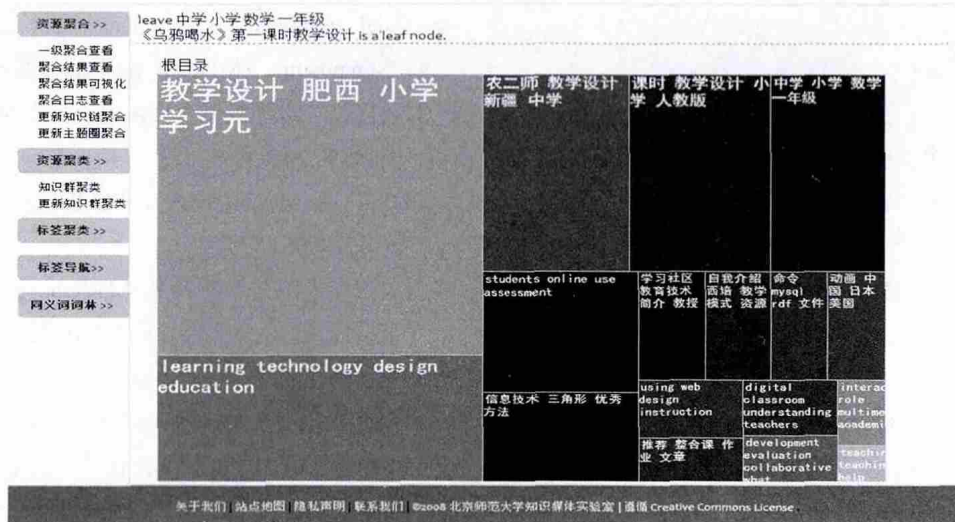 资源聚合 >>
一级聚合查看
聚合结果查看
聚合结果可视化
聚合日志查看
更新知识链聚合
更新主题圈聚合
资源聚类 >>
知识群聚类
更新知识群聚类
标签聚类 >>
标签导航>>
同义词词林 >>
leave 中学 小学 数学 一年级
《乌鸦喝水》第一课时教学设计 is a leaf node.
根目录
教学设计 肥西 小学
学习元
learning technology design
education
农二师 教学设计
新疆 中学
课时 教学设计 小
学 人教版
中学 小学 数学
一年级
students online use
assessment
信息技术 三角形 优秀
方法
学习社区
教育技术
简介 教授
自我介绍
西培 教学
模式 资源
命令
mysql
rdf 文件
动画 中
国 日本
美国
using web
design
instruction
推荐 整合课 作
业 文章
digital
classroom
understanding
teachers
development
evaluation
collaborative
what
interac
role
multime
academi
teachin
teachin
help
关于我们 | 站点地图 | 隐私声明 | 联系我们 | ©2008 北京师范大学知识媒体实验室 | 遵循 Creative Commons License .